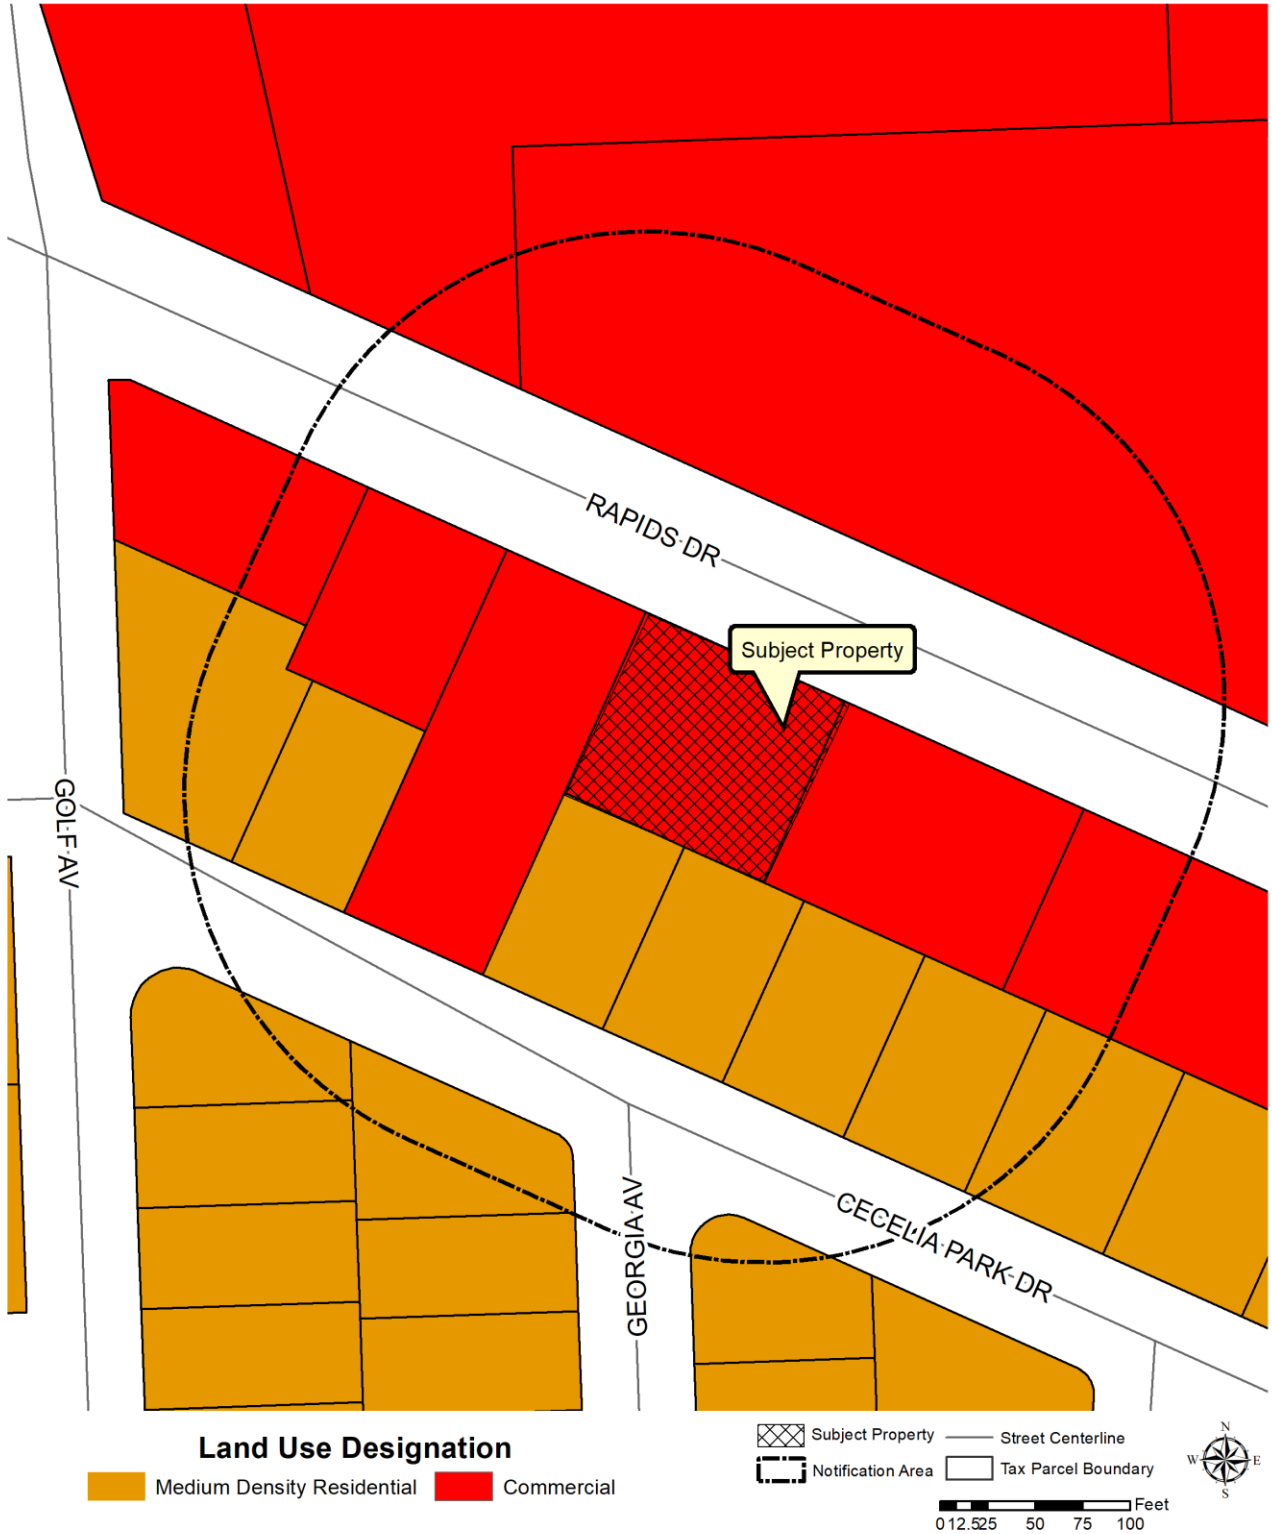 RAPIDS DR
Subject Property
GOLF AV
GEORGIA AV
CECELIA PARK DR
Land Use Designation
Medium Density Residential
Commercial
Subject Property
Notification Area
Street Centerline
Tax Parcel Boundary
N
W E
S
Feet
0 12.5 25 50 75 100